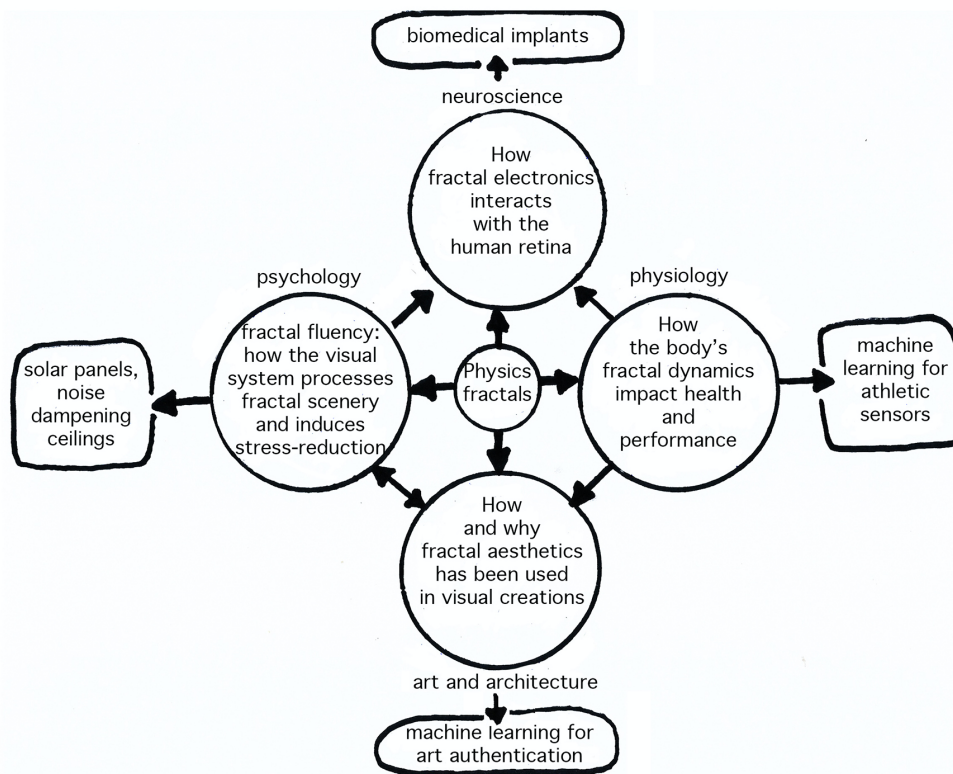 biomedical implants
neuroscience
How
fractal electronics
interacts
with the
human retina
psychology
fractal fluency:
how the visual
system processes
fractal scenery
and induces
stress-reduction
solar panels,
noise
dampening
ceilings
Physics
fractals
physiology
How
the body's
fractal dynamics
impact health
and
performance
machine
learning for
athletic
sensors
How
and why
fractal aesthetics
has been used
in visual creations
art and architecture
machine learning for
art authentication